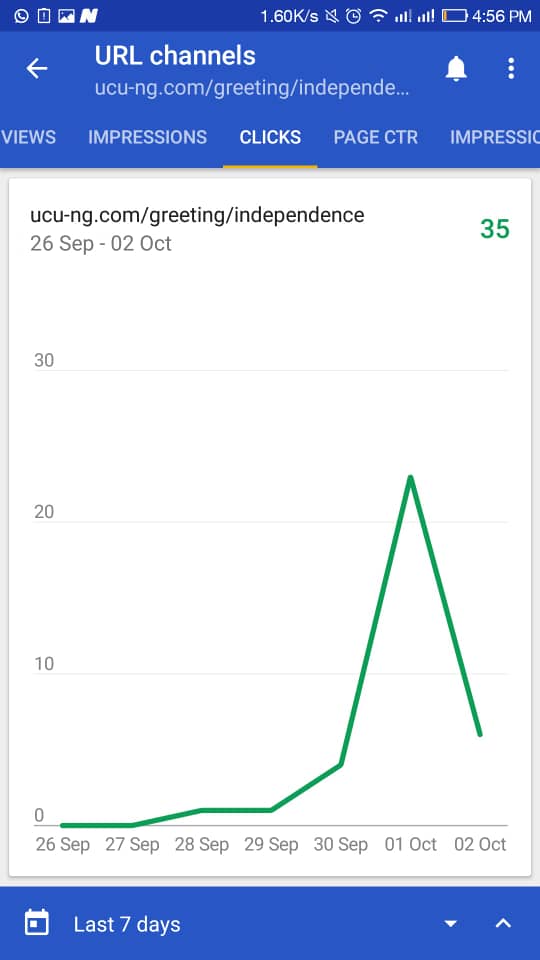 1.60K/s 4:56 PM
URL channels
ucu-ng.com/greeting/independe...
VIEWS IMPRESSIONS CLICKS PAGE CTR IMPRESSIO
ucu-ng.com/greeting/independence
35
26 Sep - 02 Oct
30
20
10
0
26 Sep 27 Sep 28 Sep 29 Sep 30 Sep 01 Oct 02 Oct
Last 7 days